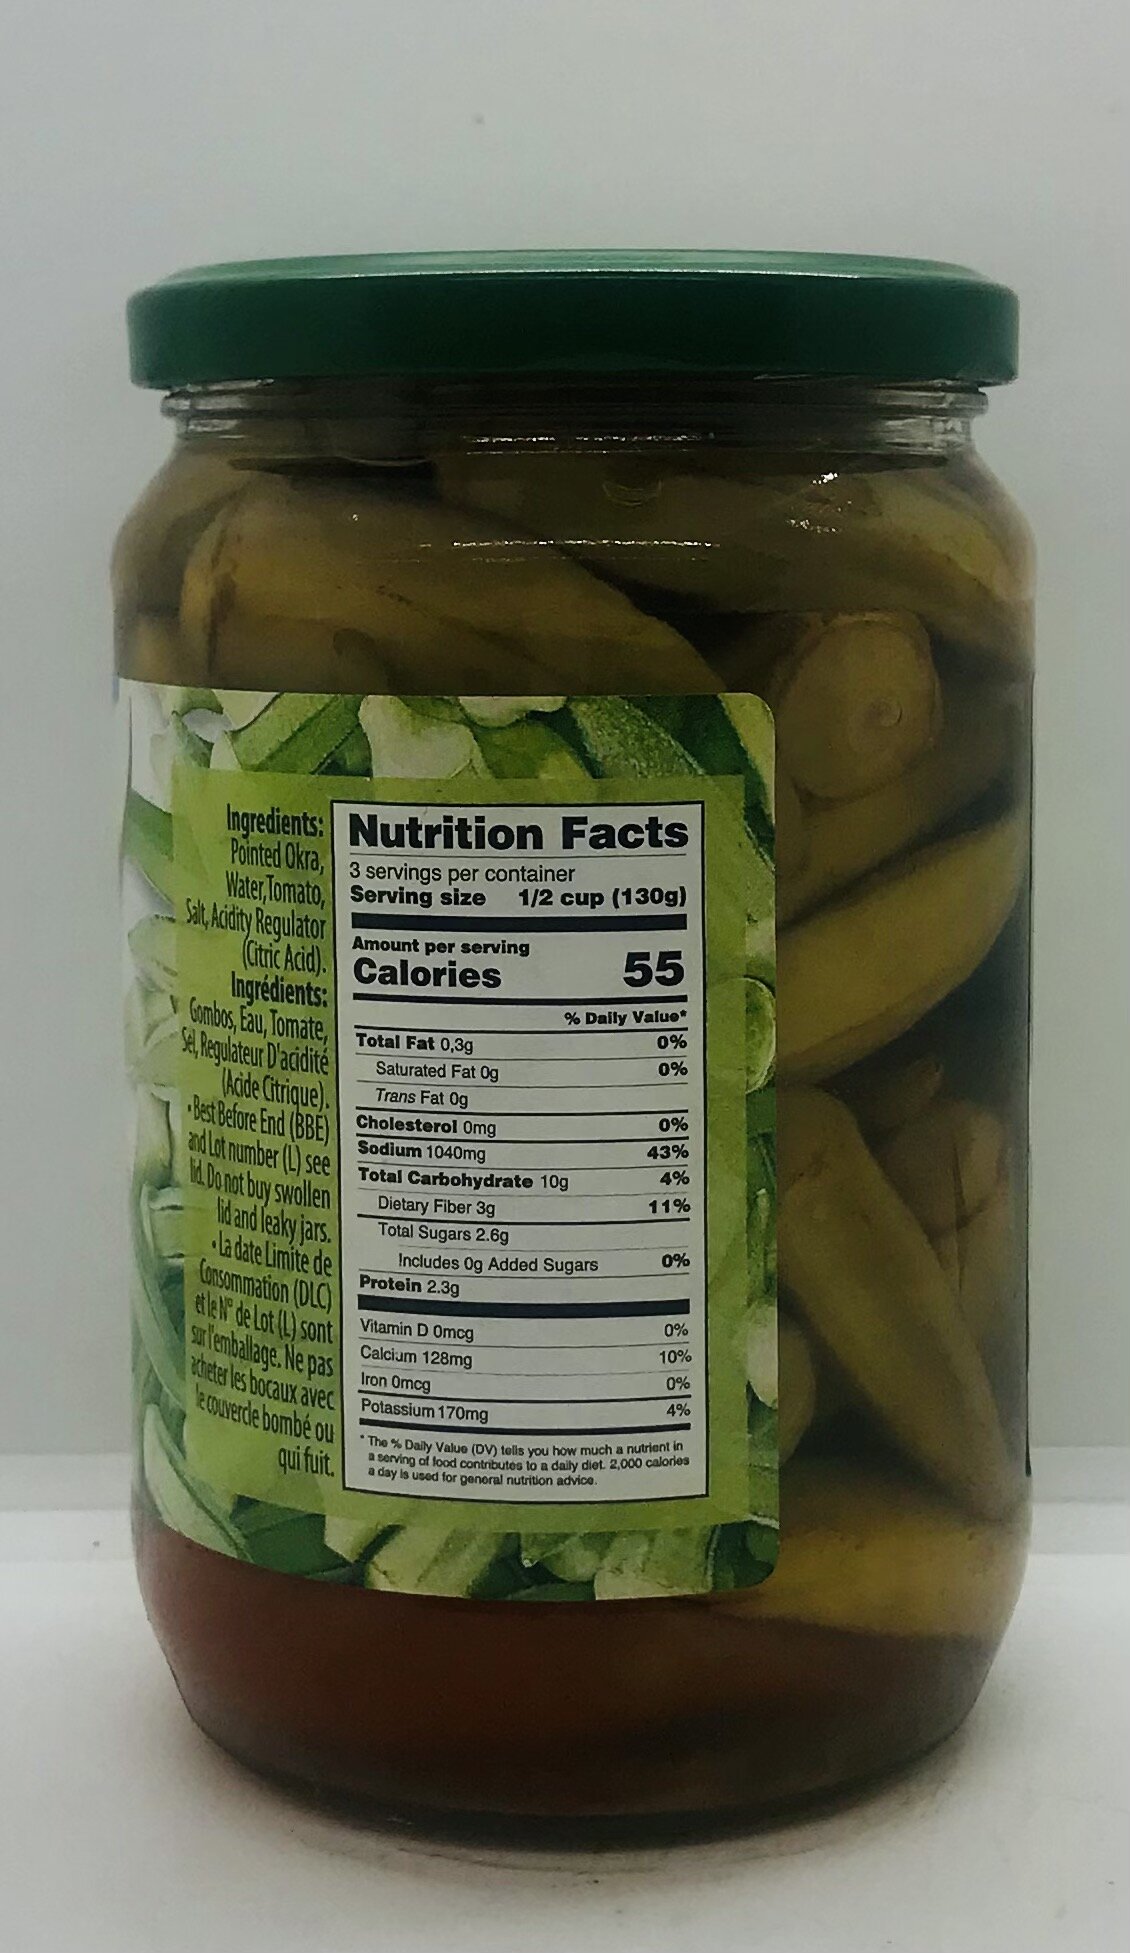 Ingredients:
Pointed Okra,
Water, Tomato,
Salt, Acidity Regulator
(Citric Acid).
Ingrédients:
Gombos, Eau, Tomate,
Sel, Regulateur D'acidité
(Acide Citrique).
• Best Before End (BBE)
and Lot number (L) see
lid. Do not buy swollen
lid and leaky jars.
• La date Limite de
Consommation (DLC)
et le N° de Lot (L) sont
sur l'emballage. Ne pas
acheter les bocaux avec
le couvercle bombé ou
qui fuit.
Nutrition Facts
3 servings per container
Serving size 1/2 cup (130g)
Amount per serving
Calories 55
% Daily Value*
Total Fat 0,3g 0%
Saturated Fat 0g 0%
Trans Fat 0g
Cholesterol 0mg 0%
Sodium 1040mg 43%
Total Carbohydrate 10g 4%
Dietary Fiber 3g 11%
Total Sugars 2.6g
Includes 0g Added Sugars 0%
Protein 2.3g
Vitamin D 0mcg 0%
Calcium 128mg 10%
Iron 0mcg 0%
Potassium 170mg 4%
* The % Daily Value (DV) tells you how much a nutrient in
a serving of food contributes to a daily diet. 2,000 calories
a day is used for general nutrition advice.